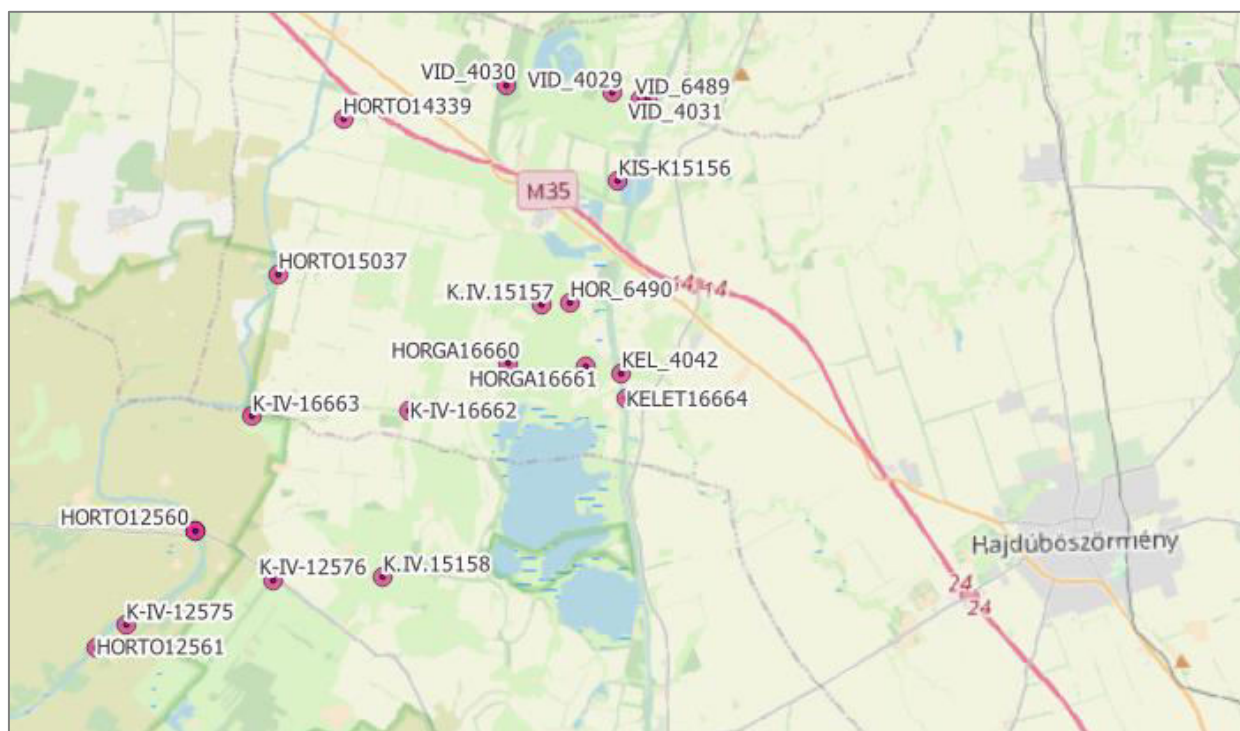 VID_4030
VID_4029
VID_6489
HORTO14339
VID_4031
KIS-K15156
M35
HORTO15037
14
14
K.IV.15157
HOR_6490
HORGA16660
KEL_4042
HORGA16661
KELET16664
K-IV-16663
K-IV-16662
HORTO12560
Hajdúböszörmény
K-IV-12576
K.IV.15158
24
24
K-IV-12575
HORTO12561